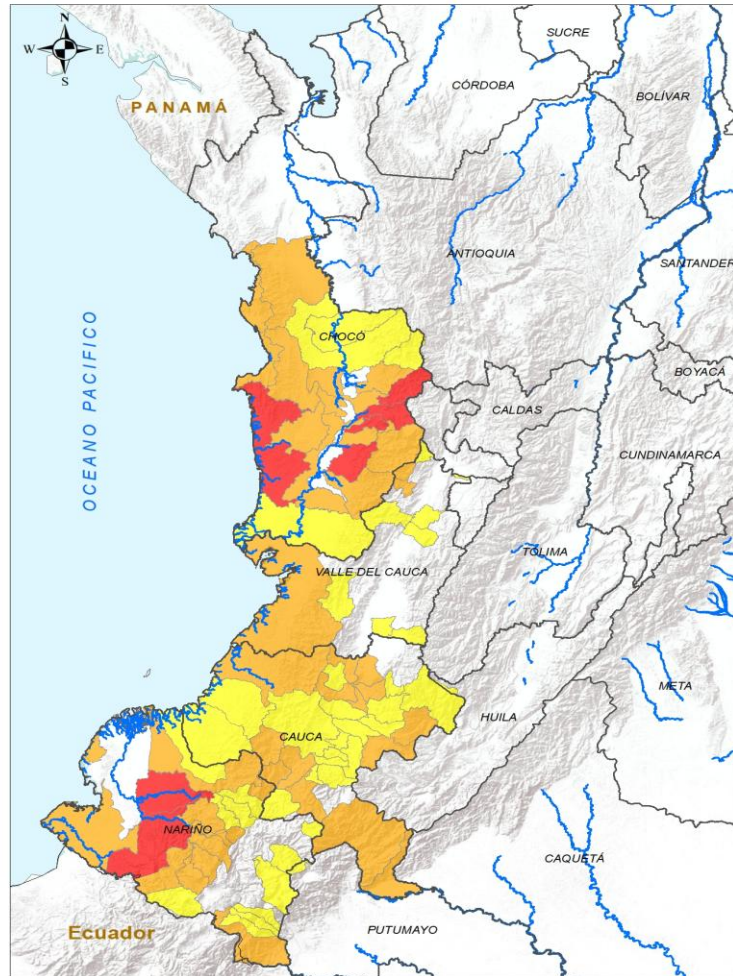 N
W E
S
SUCRE
CÓRDOBA
BOLÍVAR
PANAMÁ
ANTIOQUIA
SANTANDER
OCEANO PACIFICO
CHOCÓ
BOYACÁ
CALDAS
CUNDINAMARCA
TOLIMA
VALLE DEL CAUCA
META
HUILA
CAUCA
NARIÑO
CAQUETÁ
Ecuador
PUTUMAYO